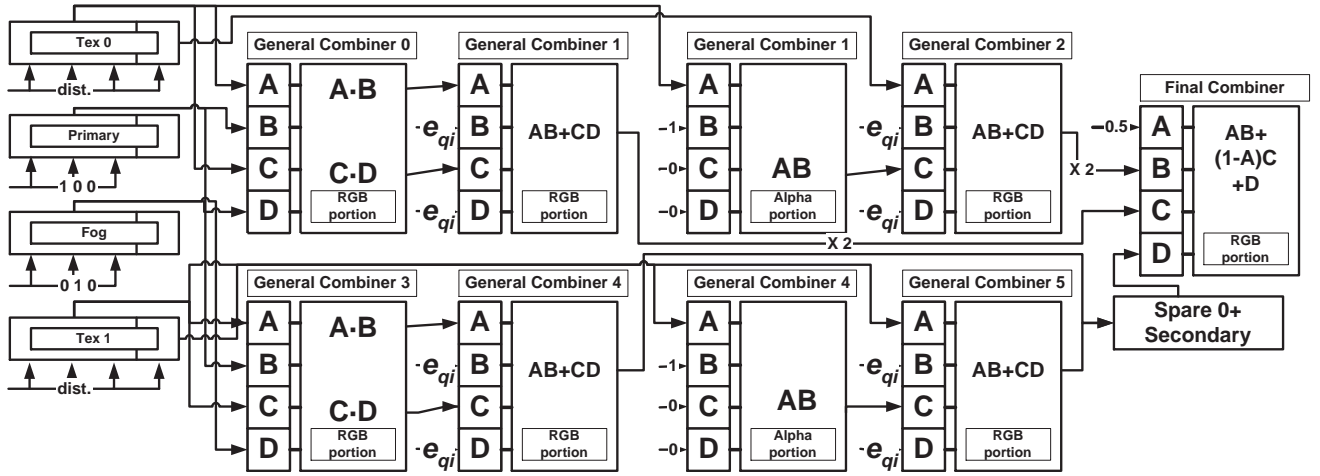 Tex 0
dist.
Primary
1 0 0
Fog
0 1 0
Tex 1
dist.
General Combiner 0
A
B
C
D
A·B
C·D
RGB
portion
General Combiner 1
A
-e_qi B
C
-e_qi D
AB+CD
RGB
portion
General Combiner 1
A
1 B
0 C
0 D
AB
Alpha
portion
General Combiner 2
A
-e_qi B
C
-e_qi D
AB+CD
RGB
portion
X 2
X 2
Final Combiner
0.5 A
B
C
D
AB+
(1-A)C
+D
RGB
portion
Spare 0+
Secondary
General Combiner 3
A
B
C
D
A·B
C·D
RGB
portion
General Combiner 4
A
-e_qi B
C
-e_qi D
AB+CD
RGB
portion
General Combiner 4
A
1 B
0 C
0 D
AB
Alpha
portion
General Combiner 5
A
-e_qi B
C
-e_qi D
AB+CD
RGB
portion